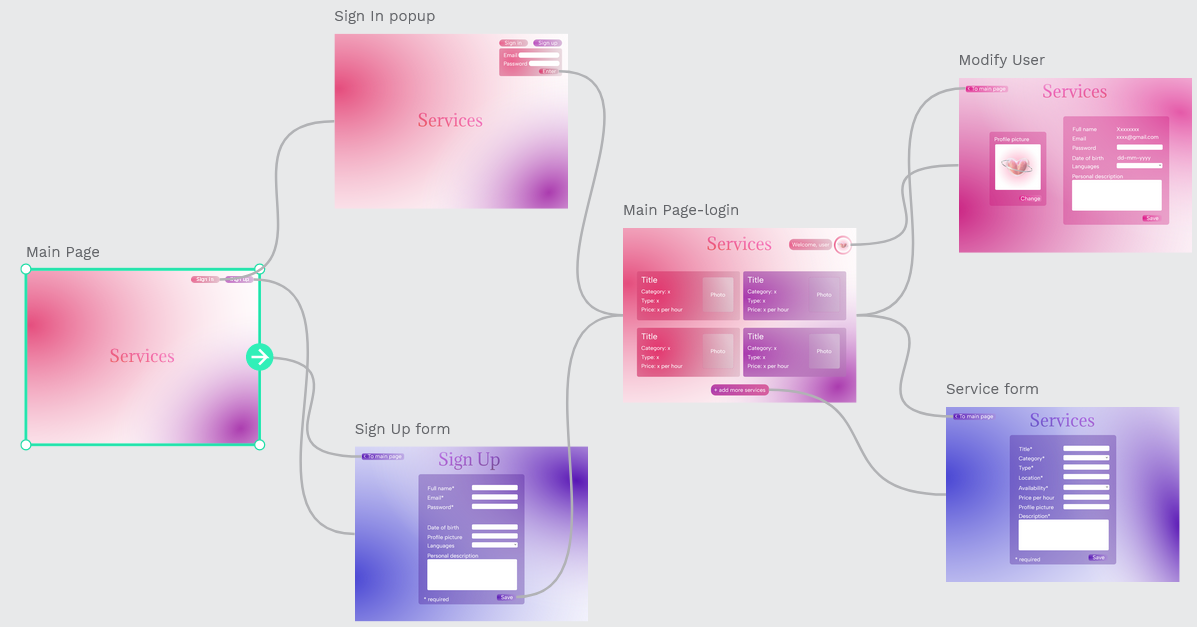 Sign In popup
Sign In
Sign up
Email
Password
Enter
Services
Main Page
Sign In
Sign up
Services
Sign Up form
To main page
Sign Up
Full name*
Email*
Password*
Date of birth
Profile picture
Languages
Personal description
* required
Save
Main Page-login
Services
Welcome, user
Title
Category: x
Type: x
Price: x per hour
Photo
Title
Category: x
Type: x
Price: x per hour
Photo
Title
Category: x
Type: x
Price: x per hour
Photo
Title
Category: x
Type: x
Price: x per hour
Photo
+ add more services
Modify User
To main page
Services
Profile picture
Change
Full name Xxxxxxx
Email xxxx@gmail.com
Password
Date of birth dd-mm-yyyy
Languages
Personal description
Save
Service form
To main page
Services
Title*
Category*
Type*
Location*
Availability*
Price per hour
Profile picture
Description*
* required
Save